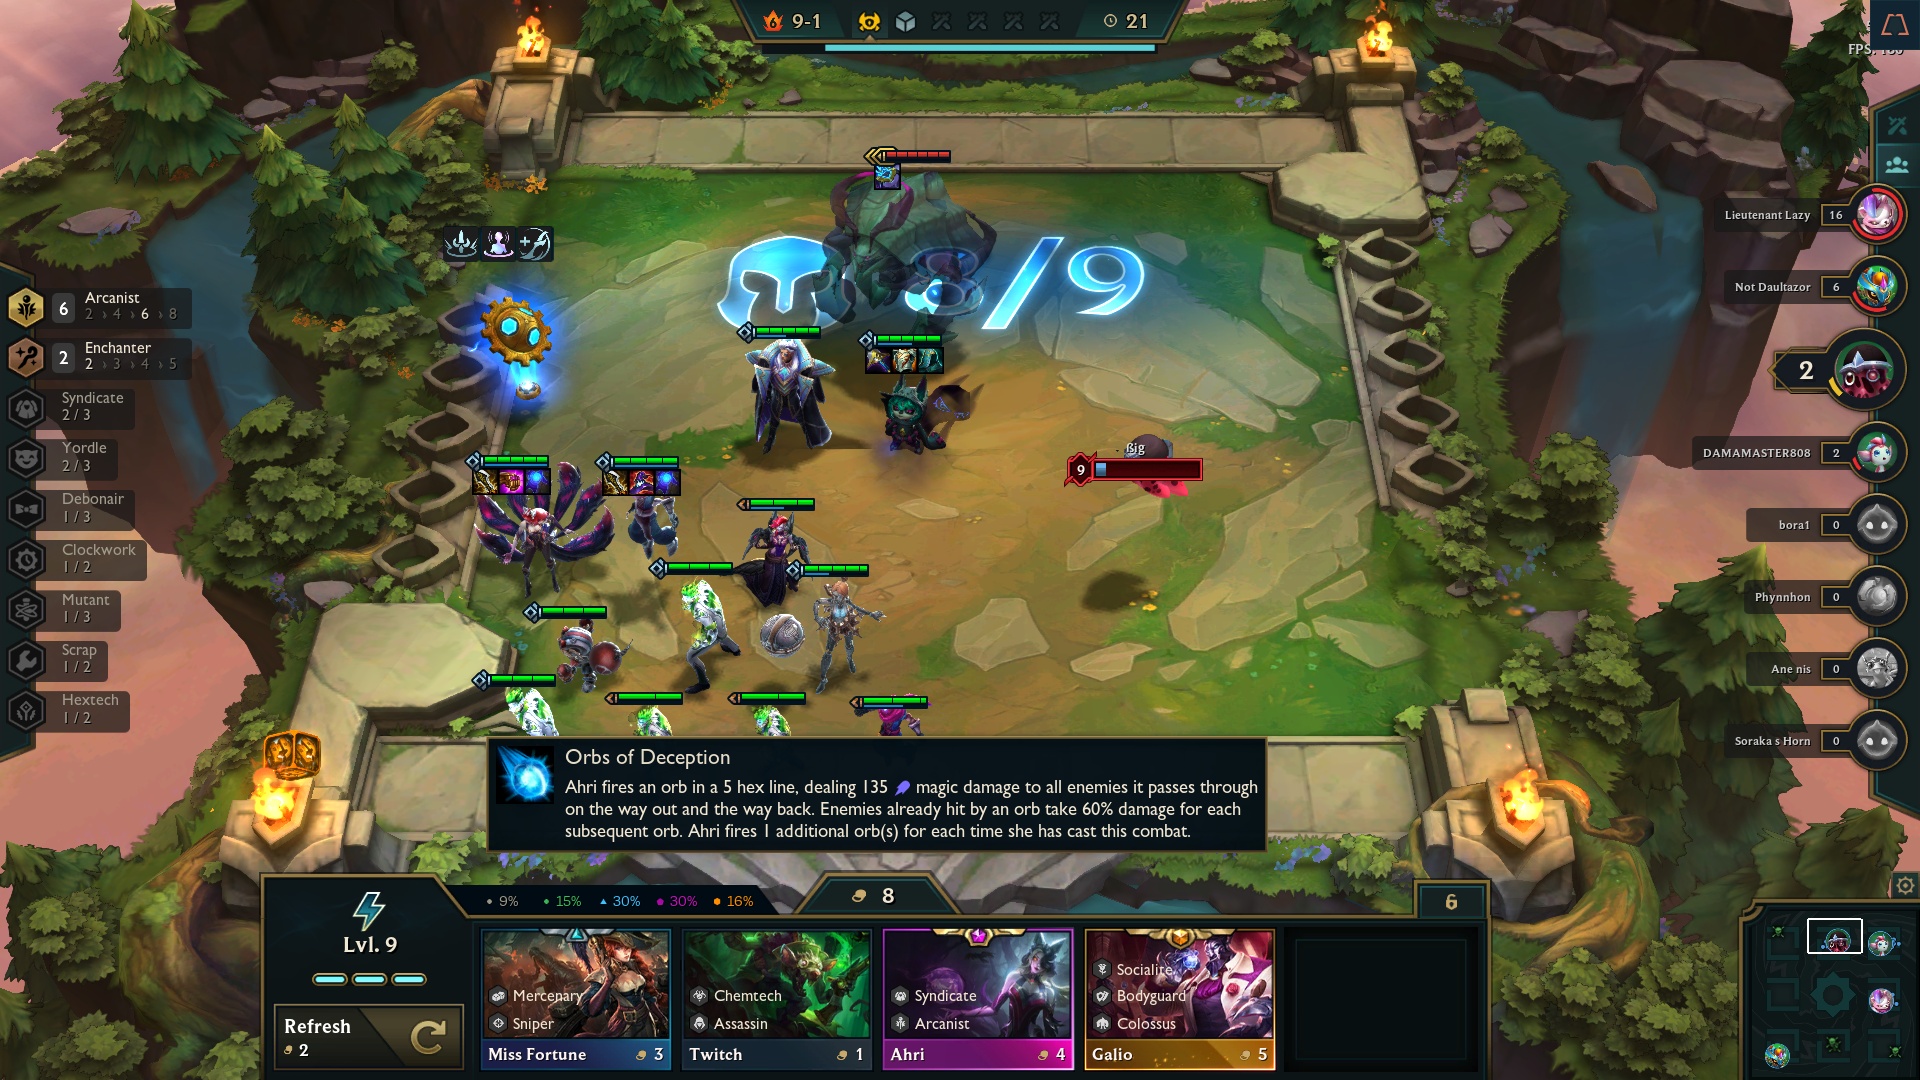 9-1
21
FPS:
/9
6 Arcanist
2 › 4 › 6 › 8
2 Enchanter
2 › 3 › 4 › 5
Syndicate
2 / 3
Yordle
2 / 3
Debonair
1 / 3
Clockwork
1 / 2
Mutant
1 / 3
Scrap
1 / 2
Hextech
1 / 2
ßig
9
Lieutenant Lazy 16
Not Daultazor 6
2
DAMAMASTER808 2
bora1 0
Phynnhon 0
Ane nis 0
Soraka s Horn 0
Orbs of Deception
Ahri fires an orb in a 5 hex line, dealing 135 magic damage to all enemies it passes through
on the way out and the way back. Enemies already hit by an orb take 60% damage for each
subsequent orb. Ahri fires 1 additional orb(s) for each time she has cast this combat.
9% 15% 30% 30% 16%
8
6
Lvl. 9
Refresh
2
Mercenary
Sniper
Miss Fortune 3
Chemtech
Assassin
Twitch 1
Syndicate
Arcanist
Ahri 4
Socialite
Bodyguard
Colossus
Galio 5